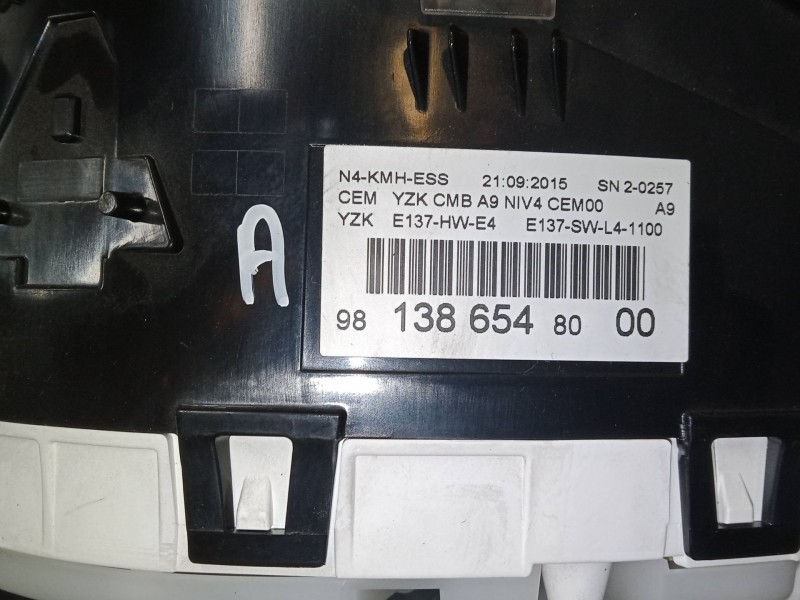 N4-KMH-ESS 21:09:2015 SN 2-0257
CEM YZK CMB A9 NIV4 CEM00 A9
YZK E137-HW-E4 E137-SW-L4-1100
98 138 654 80 00
A